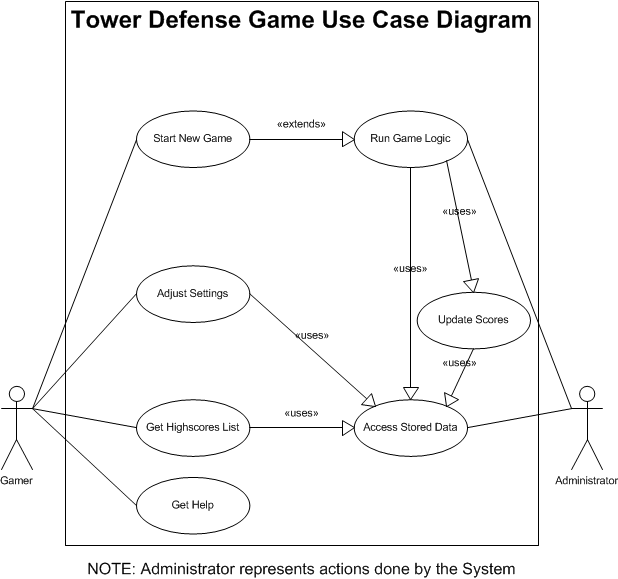 Tower Defense Game Use Case Diagram
Start New Game
«extends»
Run Game Logic
«uses»
«uses»
Adjust Settings
Update Scores
«uses»
«uses»
Get Highscores List
«uses»
Access Stored Data
Gamer
Administrator
Get Help
NOTE: Administrator represents actions done by the System